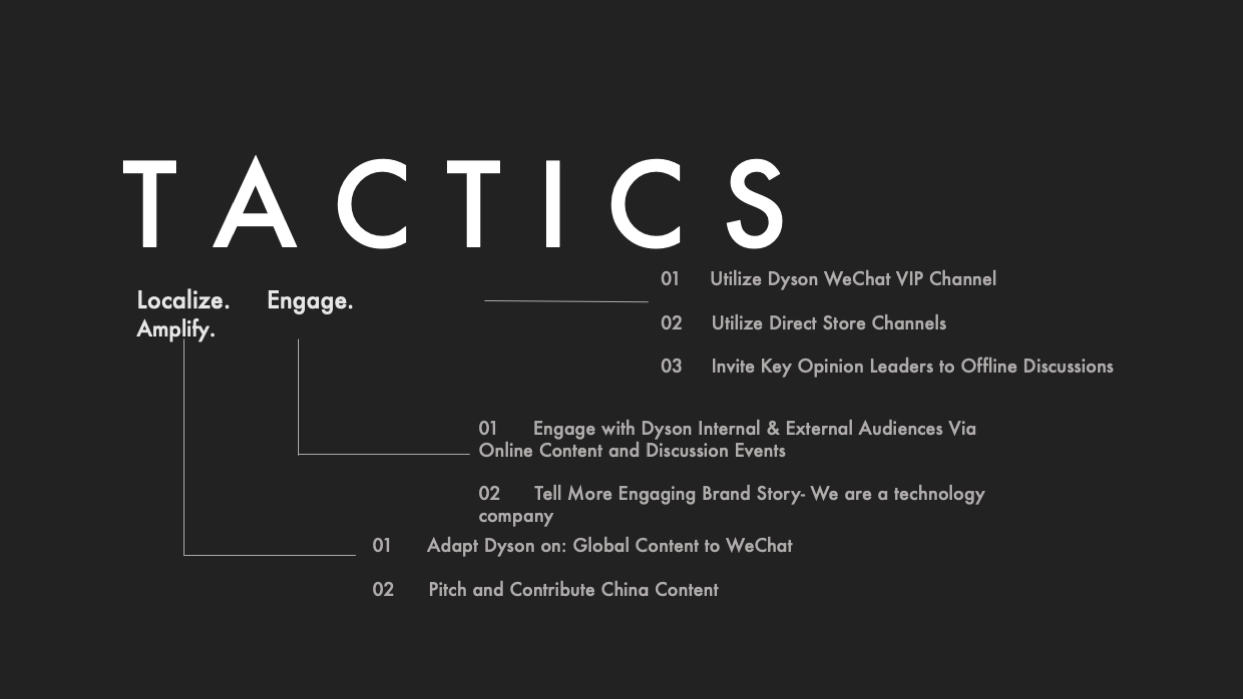 TACTICS
Localize. Engage.
Amplify.
01 Utilize Dyson WeChat VIP Channel
02 Utilize Direct Store Channels
03 Invite Key Opinion Leaders to Offline Discussions
01 Engage with Dyson Internal & External Audiences Via
Online Content and Discussion Events
02 Tell More Engaging Brand Story- We are a technology
company
01 Adapt Dyson on: Global Content to WeChat
02 Pitch and Contribute China Content